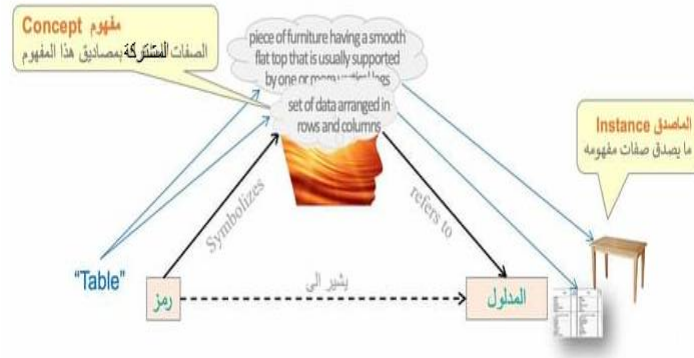 مفهوم Concept
الصفات المشتركة بمصاديق هذا المفهوم
piece of furniture having a smooth
flat top that is usually supported
by one or more vertical legs
set of data arranged in
rows and columns
الماصدق Instance
ما يصدق صفات مفهومه
Symbolizes
refers to
"Table"
رمز
يشير الى
المدلول